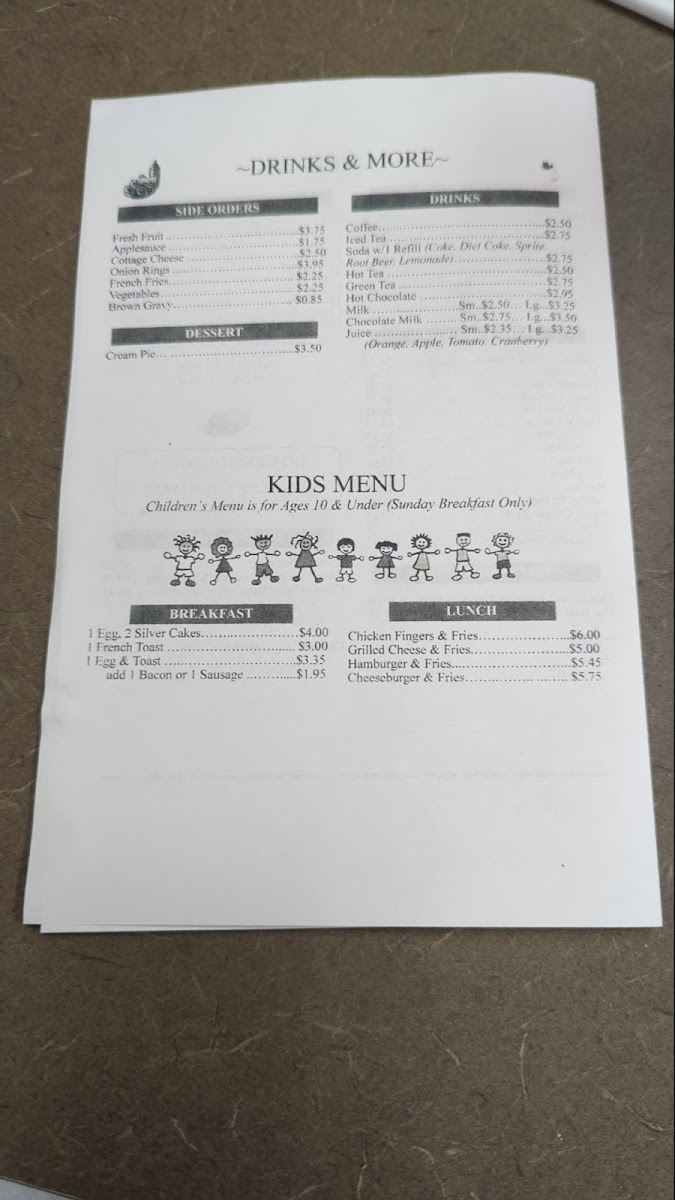 ~DRINKS & MORE~
SIDE ORDERS
Fresh Fruit ........ $3.75
Applesauce ........ $1.75
Cottage Cheese ........ $2.50
Onion Rings ........ $3.95
French Fries ........ $2.25
Vegetables ........ $2.25
Brown Gravy ........ $0.85
DESSERT
Cream Pie ........ $3.50
DRINKS
Coffee ........ $2.50
Iced Tea ........ $2.75
Soda w/1 Refill (Coke, Diet Coke, Sprite,
Root Beer, Lemonade) ........ $2.75
Hot Tea ........ $2.50
Green Tea ........ $2.75
Hot Chocolate ........ $2.95
Milk ........ Sm..$2.50... Lg...$3.25
Chocolate Milk ........ Sm..$2.75... Lg...$3.50
Juice ........ Sm..$2.35... Lg...$3.25
(Orange, Apple, Tomato, Cranberry)
KIDS MENU
Children's Menu is for Ages 10 & Under (Sunday Breakfast Only)
BREAKFAST
1 Egg, 2 Silver Cakes ........ $4.00
1 French Toast ........ $3.00
1 Egg & Toast ........ $3.35
add 1 Bacon or 1 Sausage ........ $1.95
LUNCH
Chicken Fingers & Fries ........ $6.00
Grilled Cheese & Fries ........ $5.00
Hamburger & Fries ........ $5.45
Cheeseburger & Fries ........ $5.75